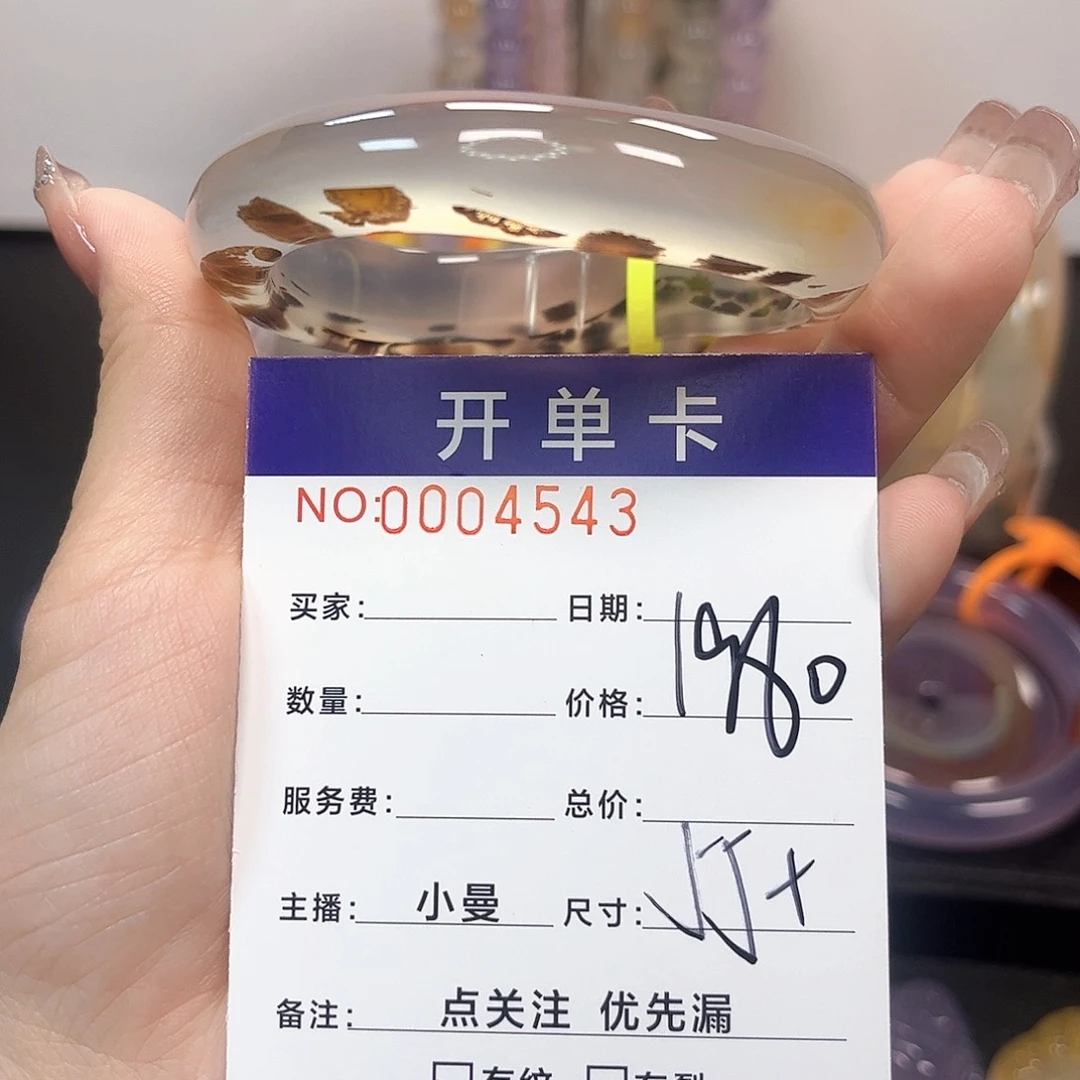 开单卡
NO:0004543
买家: 日期:
数量: 价格: 1980
服务费: 总价:
主播: 小曼 尺寸: 55+
备注: 点关注 优先漏